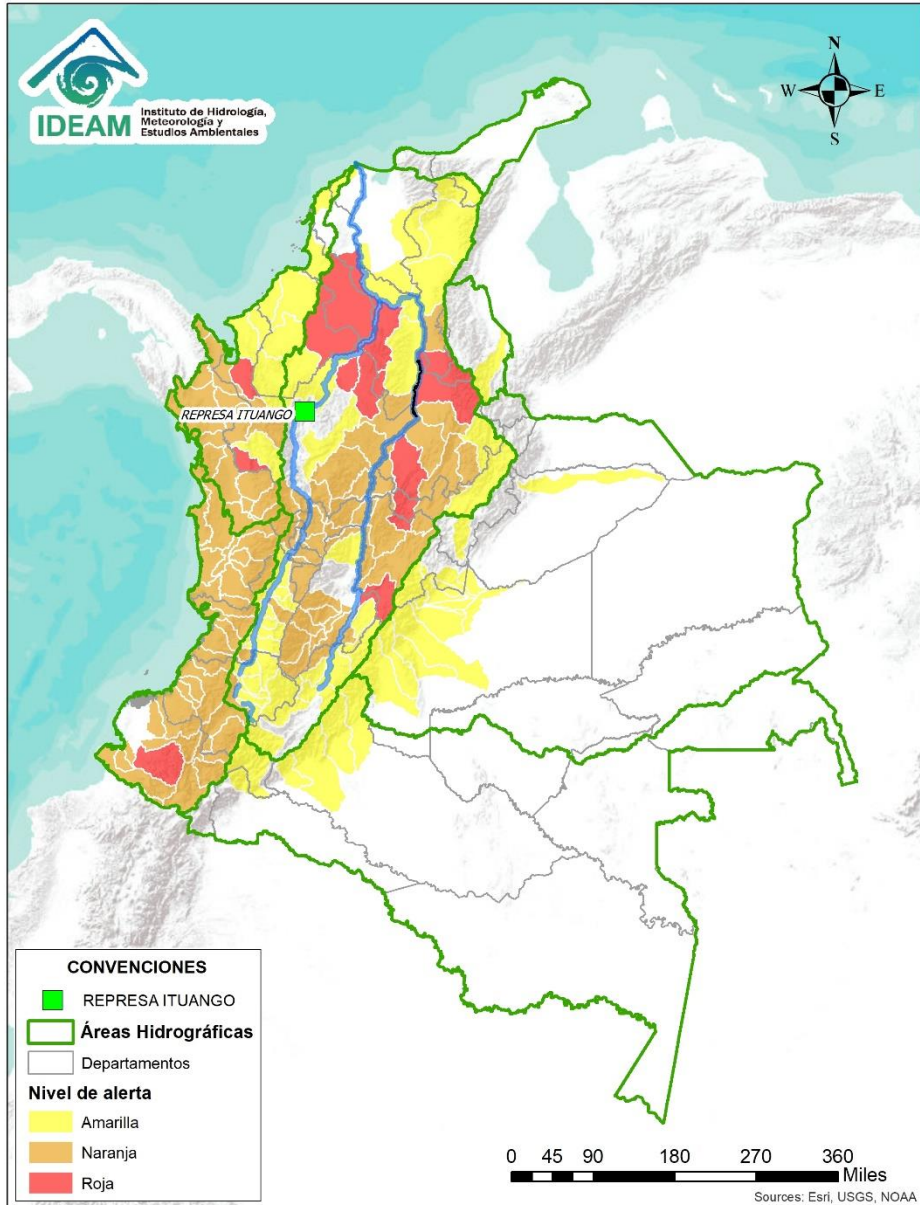 IDEAM
Instituto de Hidrología,
Meteorología y
Estudios Ambientales
N
W
E
S
REPRESA ITUANGO
CONVENCIONES
REPRESA ITUANGO
Áreas Hidrográficas
Departamentos
Nivel de alerta
Amarilla
Naranja
Roja
0 45 90 180 270 360
Miles
Sources: Esri, USGS, NOAA